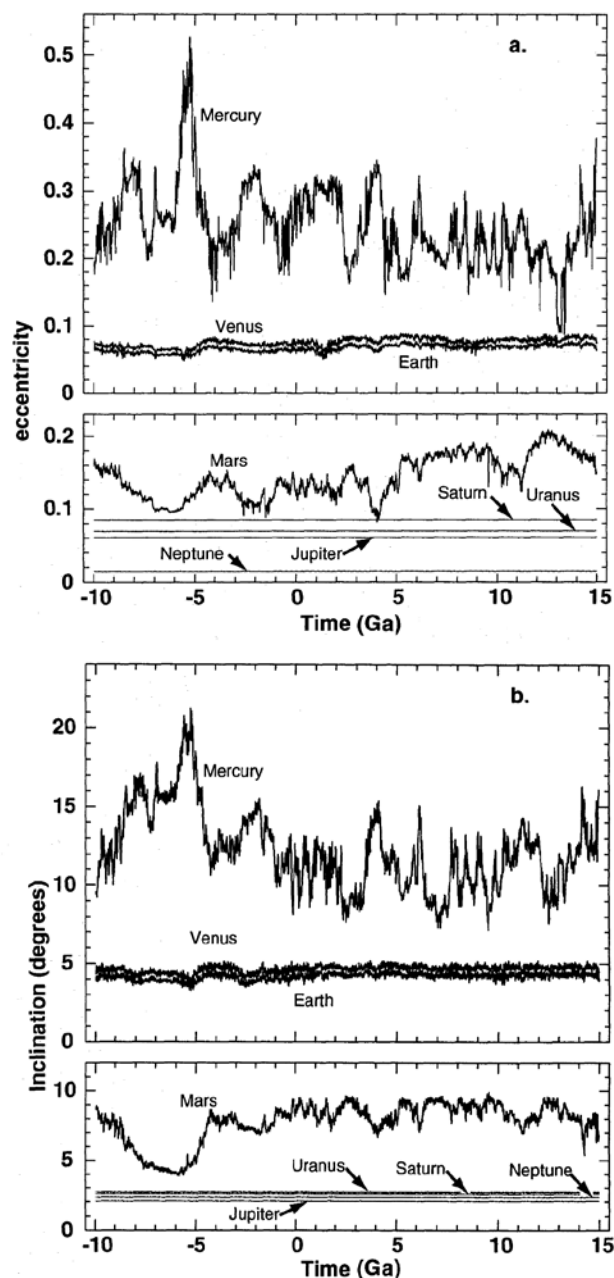 a.
0.5
Mercury
0.4
0.3
0.2
Venus
0.1
Earth
0
eccentricity
0.2
Mars
Saturn
Uranus
0.1
Neptune
Jupiter
0
-10 -5 0 5 10 15
Time (Ga)
b.
20
Mercury
15
10
Venus
5
Earth
0
Inclination (degrees)
10
Mars
5
Uranus
Saturn
Neptune
Jupiter
0
-10 -5 0 5 10 15
Time (Ga)